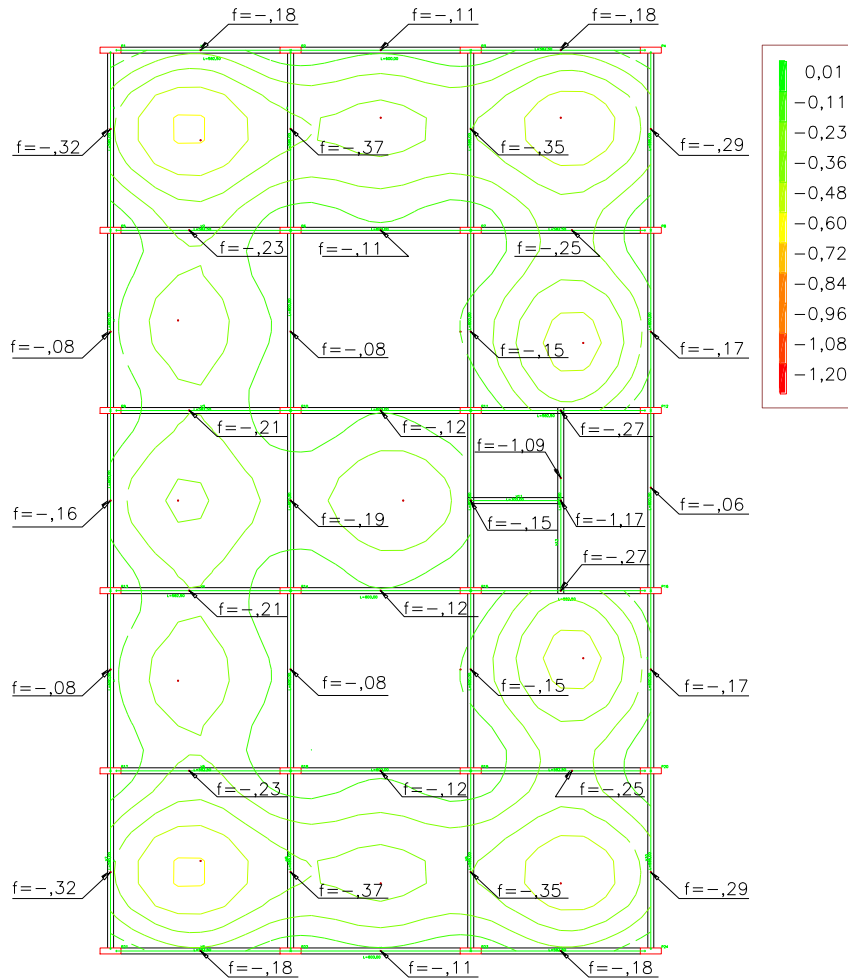 f=-,18
f=-,11
f=-,18
0,01
-0,11
-0,23
-0,36
-0,48
-0,60
-0,72
-0,84
-0,96
-1,08
-1,20
f=-,32
f=-,37
f=-,35
f=-,29
f=-,23
f=-,11
f=-,25
f=-,08
f=-,08
f=-,15
f=-,17
f=-,21
f=-,12
f=-,27
f=-1,09
f=-,16
f=-,19
f=-,15
f=-1,17
f=-,06
f=-,27
f=-,21
f=-,12
f=-,08
f=-,08
f=-,15
f=-,17
f=-,23
f=-,12
f=-,25
f=-,32
f=-,37
f=-,35
f=-,29
f=-,18
f=-,11
f=-,18